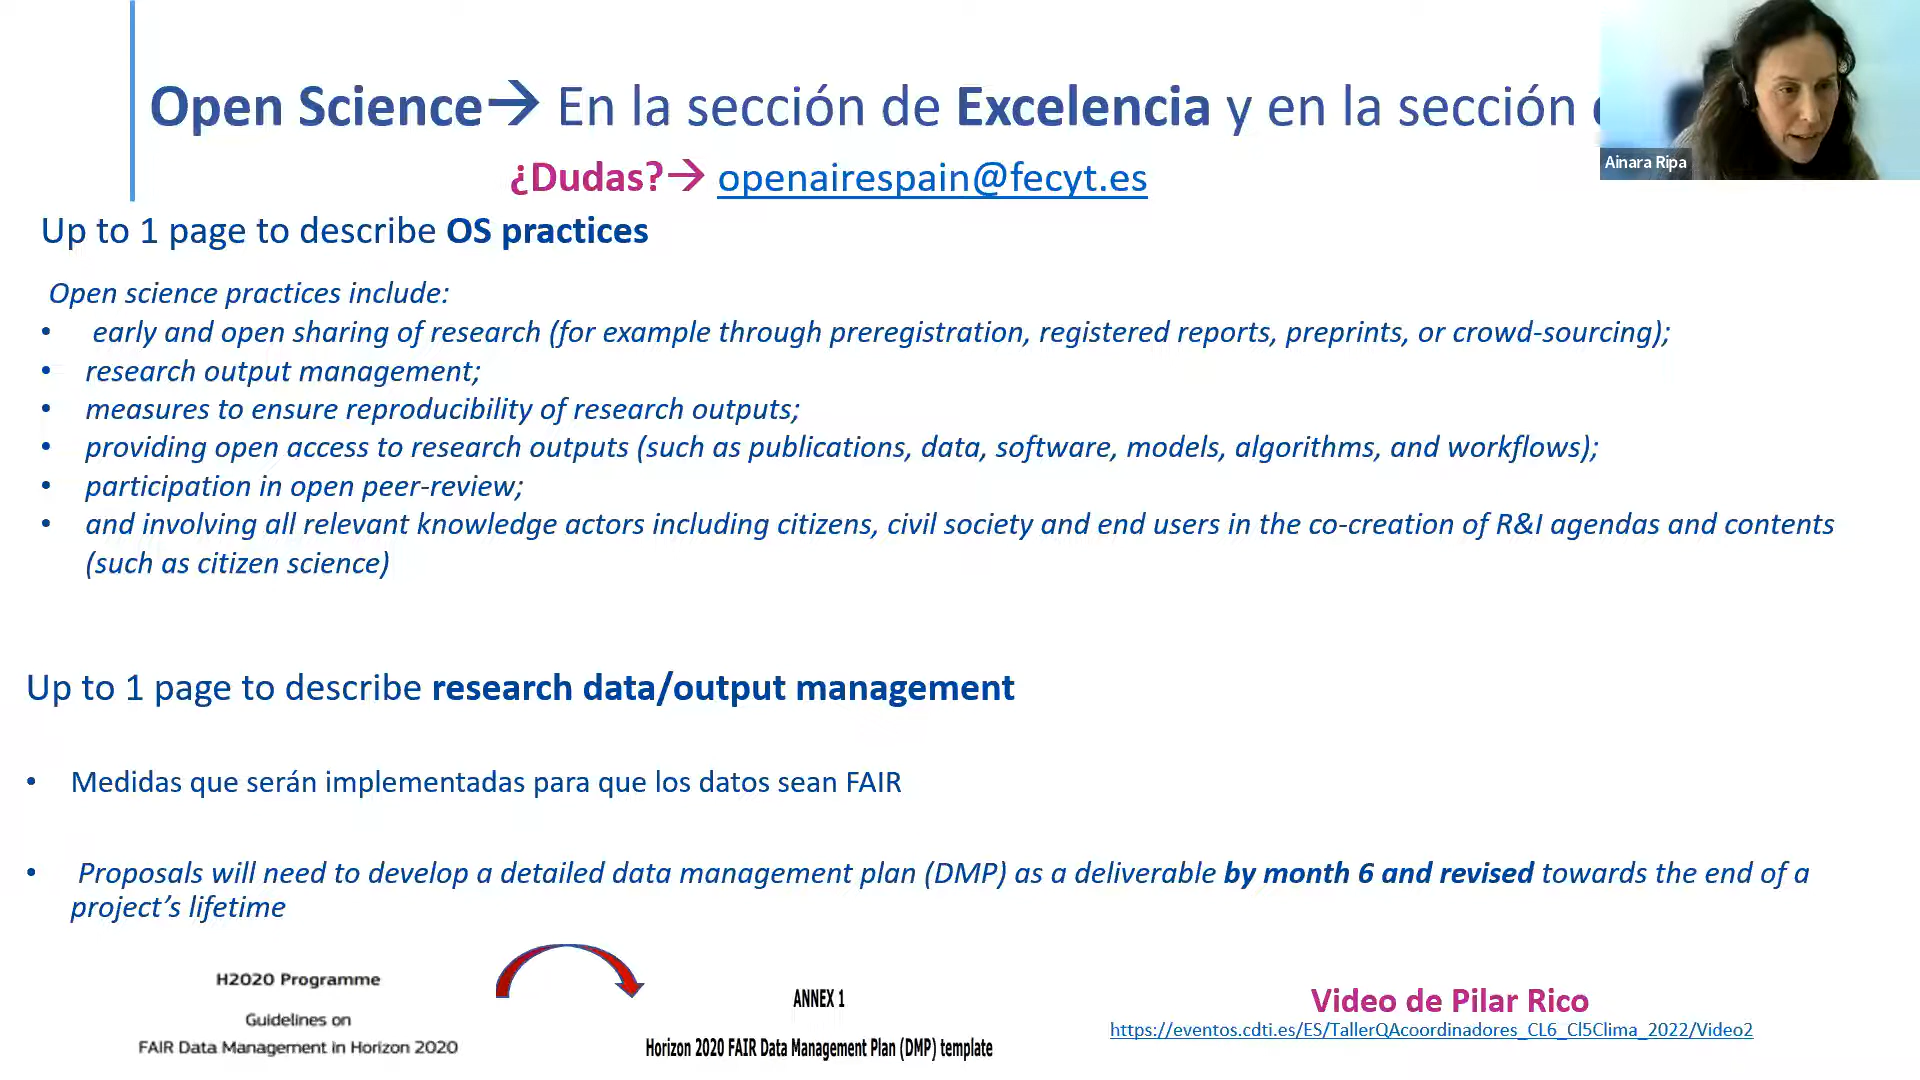 Open Science→ En la sección de Excelencia y en la sección
Ainara Ripa
¿Dudas?→ openairespain@fecyt.es
Up to 1 page to describe OS practices
Open science practices include:
• early and open sharing of research (for example through preregistration, registered reports, preprints, or crowd-sourcing);
• research output management;
• measures to ensure reproducibility of research outputs;
• providing open access to research outputs (such as publications, data, software, models, algorithms, and workflows);
• participation in open peer-review;
• and involving all relevant knowledge actors including citizens, civil society and end users in the co-creation of R&I agendas and contents
(such as citizen science)
Up to 1 page to describe research data/output management
• Medidas que serán implementadas para que los datos sean FAIR
• Proposals will need to develop a detailed data management plan (DMP) as a deliverable by month 6 and revised towards the end of a
project’s lifetime
H2020 Programme
Guidelines on
FAIR Data Management in Horizon 2020
ANNEX 1
Horizon 2020 FAIR Data Management Plan (DMP) template
Video de Pilar Rico
https://eventos.cdti.es/ES/TallerQAcoordinadores_CL6_Cl5Clima_2022/Video2